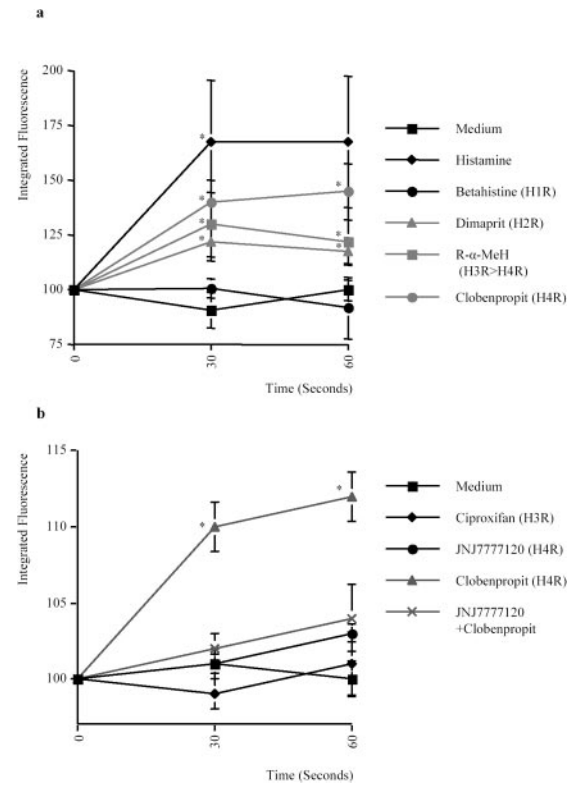 a
Integrated Fluorescence
200
175
150
125
100
75
*
*
*
*
*
*
*
0
30
60
Time (Seconds)
Medium
Histamine
Betahistine (H1R)
Dimaprit (H2R)
R-α-MeH
(H3R>H4R)
Clobenpropit (H4R)
b
Integrated Fluorescence
115
110
105
100
*
*
0
30
60
Time (Seconds)
Medium
Ciproxifan (H3R)
JNJ7777120 (H4R)
Clobenpropit (H4R)
JNJ7777120
+Clobenpropit